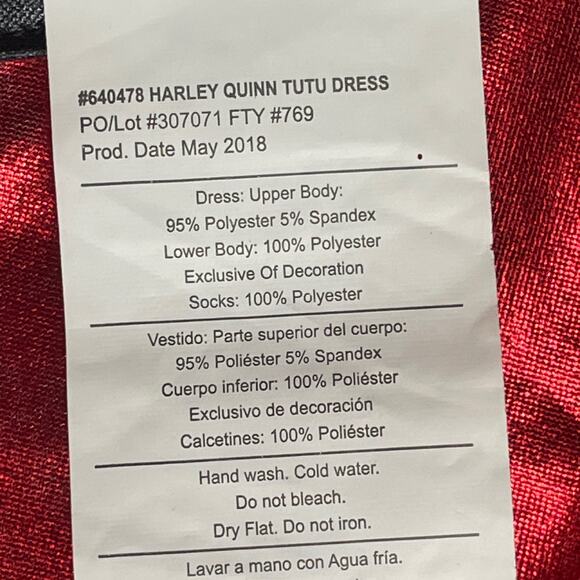 #640478 HARLEY QUINN TUTU DRESS
PO/Lot #307071 FTY #769
Prod. Date May 2018
Dress: Upper Body:
95% Polyester 5% Spandex
Lower Body: 100% Polyester
Exclusive Of Decoration
Socks: 100% Polyester
Vestido: Parte superior del cuerpo:
95% Poliéster 5% Spandex
Cuerpo inferior: 100% Poliéster
Exclusivo de decoración
Calcetines: 100% Poliéster
Hand wash. Cold water.
Do not bleach.
Dry Flat. Do not iron.
Lavar a mano con Agua fría.